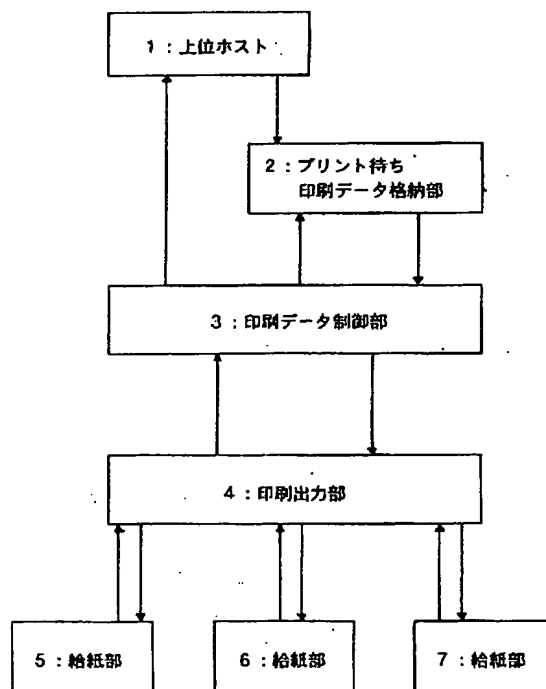 1：上位ホスト
2：プリント待ち
印刷データ格納部
3：印刷データ制御部
4：印刷出力部
5：給紙部
6：給紙部
7：給紙部